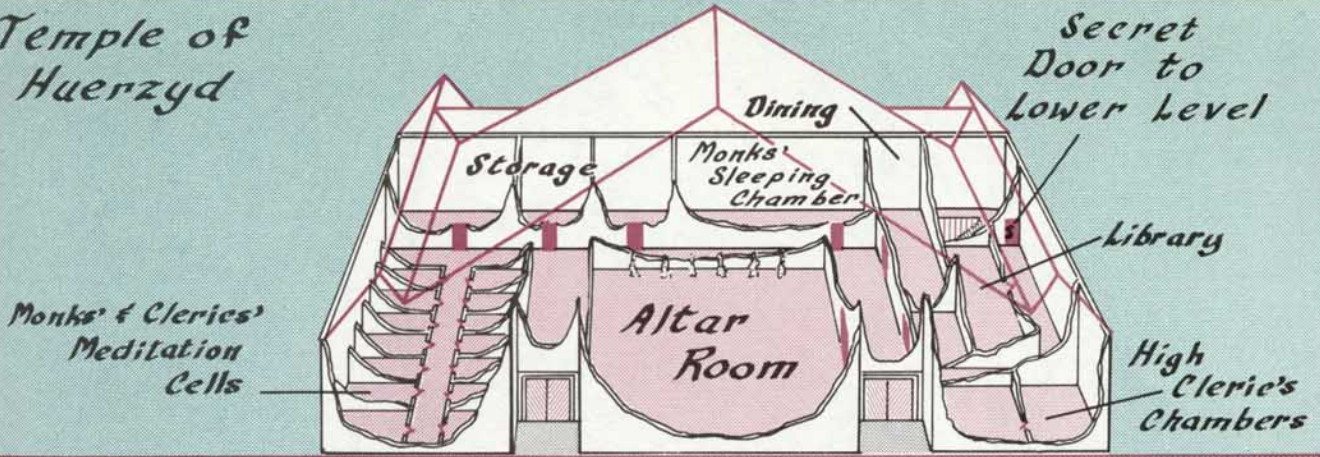 Temple of
Huerzyd
Secret
Door to
Lower Level
Dining
Storage
Monks'
Sleeping
Chamber
S
Library
Monks' & Clerics'
Meditation
Cells
Altar
Room
High
Cleric's
Chambers